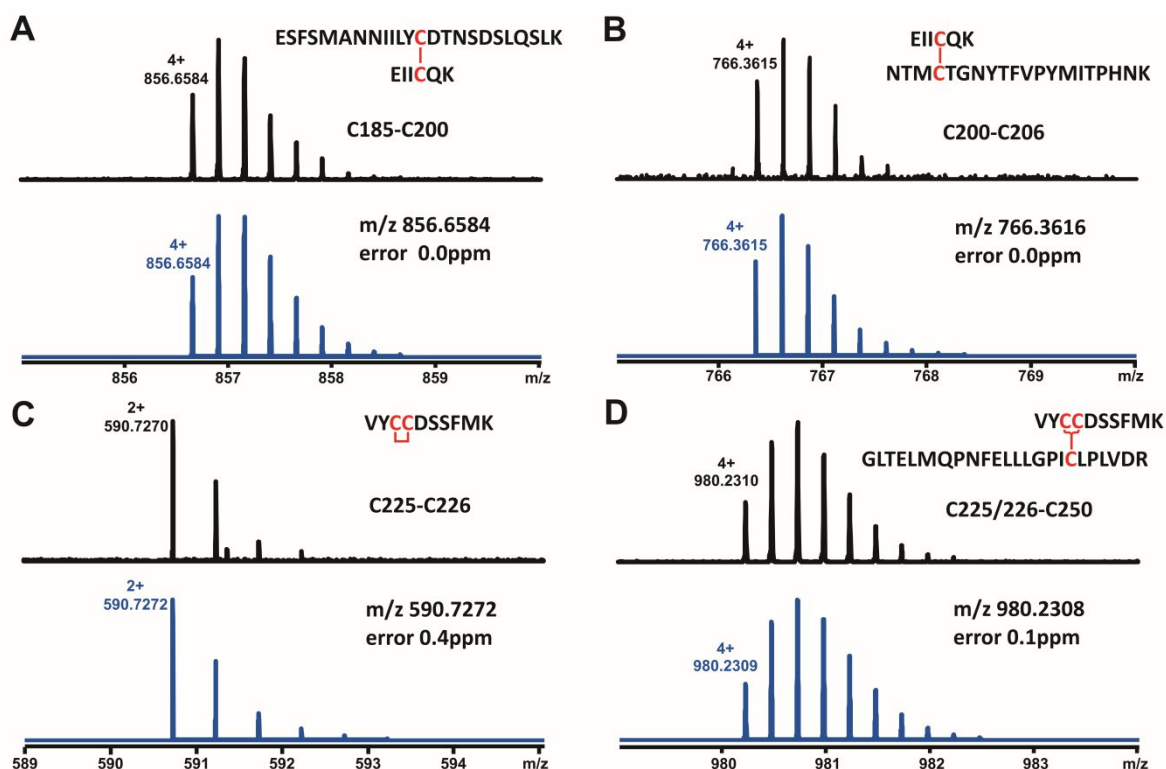 A
ESFSMANNIILYCDTNSDSLQSLK
EIICQK
4+
856.6584
C185-C200
4+
856.6584
m/z 856.6584
error 0.0ppm
856 857 858 859 m/z
B
EIICQK
NTMCTGNYTFVPYMITPHNK
4+
766.3615
C200-C206
4+
766.3615
m/z 766.3616
error 0.0ppm
766 767 768 769 m/z
C
VYCCDSSFMK
2+
590.7270
C225-C226
2+
590.7272
m/z 590.7272
error 0.4ppm
589 590 591 592 593 594 m/z
D
VYCCDSSFMK
GLTELMQPNFELLLGPICLPLVDR
4+
980.2310
C225/226-C250
4+
980.2309
m/z 980.2308
error 0.1ppm
980 981 982 983 m/z